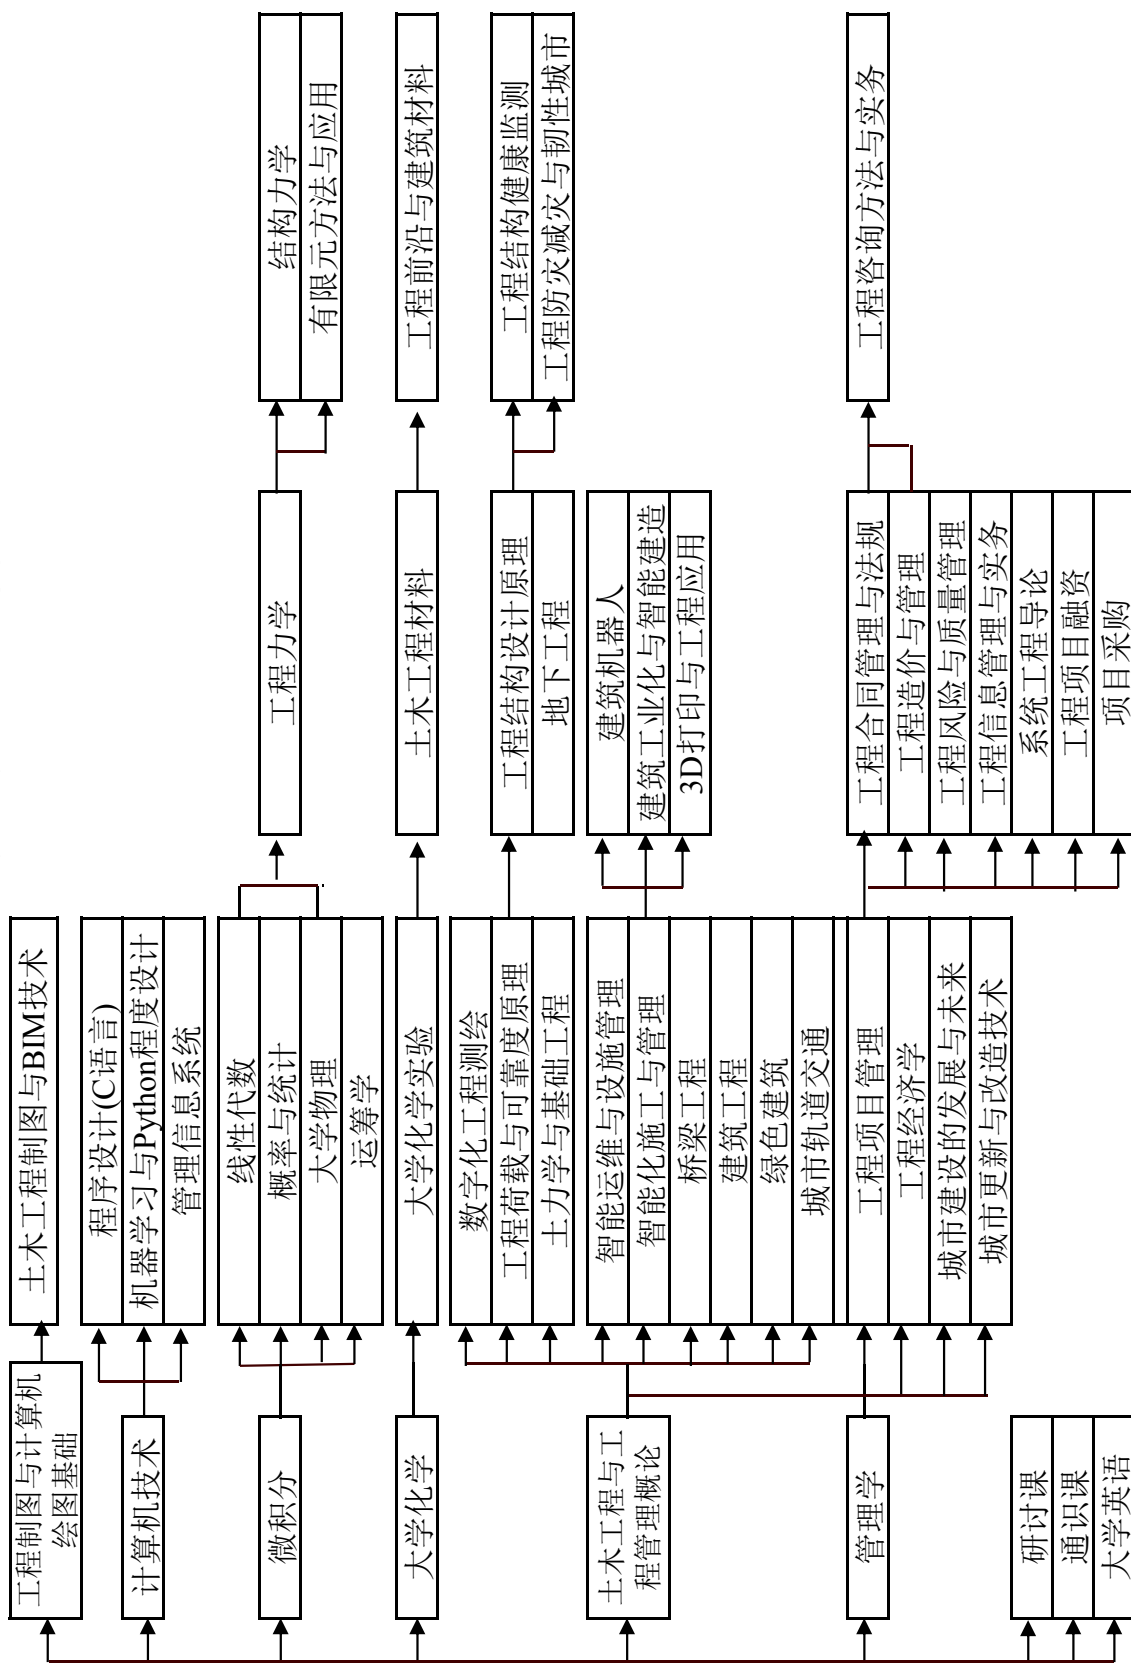 工程制图与计算机
绘图基础
计算机技术
微积分
大学化学
土木工程与工
程管理概论
管理学
研讨课
通识课
大学英语
土木工程制图与BIM技术
程序设计(C语言)
机器学习与Python程度设计
管理信息系统
线性代数
概率与统计
大学物理
运筹学
大学化学实验
数字化工程测绘
工程荷载与可靠度原理
土力学与基础工程
智能运维与设施管理
智能化施工与管理
桥梁工程
建筑工程
绿色建筑
城市轨道交通
工程项目管理
工程经济学
城市建设的发展与未来
城市更新与改造技术
工程力学
土木工程材料
工程结构设计原理
地下工程
建筑机器人
建筑工业化与智能建造
3D打印与工程应用
工程合同管理与法规
工程造价与管理
工程风险与质量管理
工程信息管理与实务
系统工程导论
工程项目融资
项目采购
结构力学
有限元方法与应用
工程前沿与建筑材料
工程结构健康监测
工程防灾减灾与韧性城市
工程咨询方法与实务